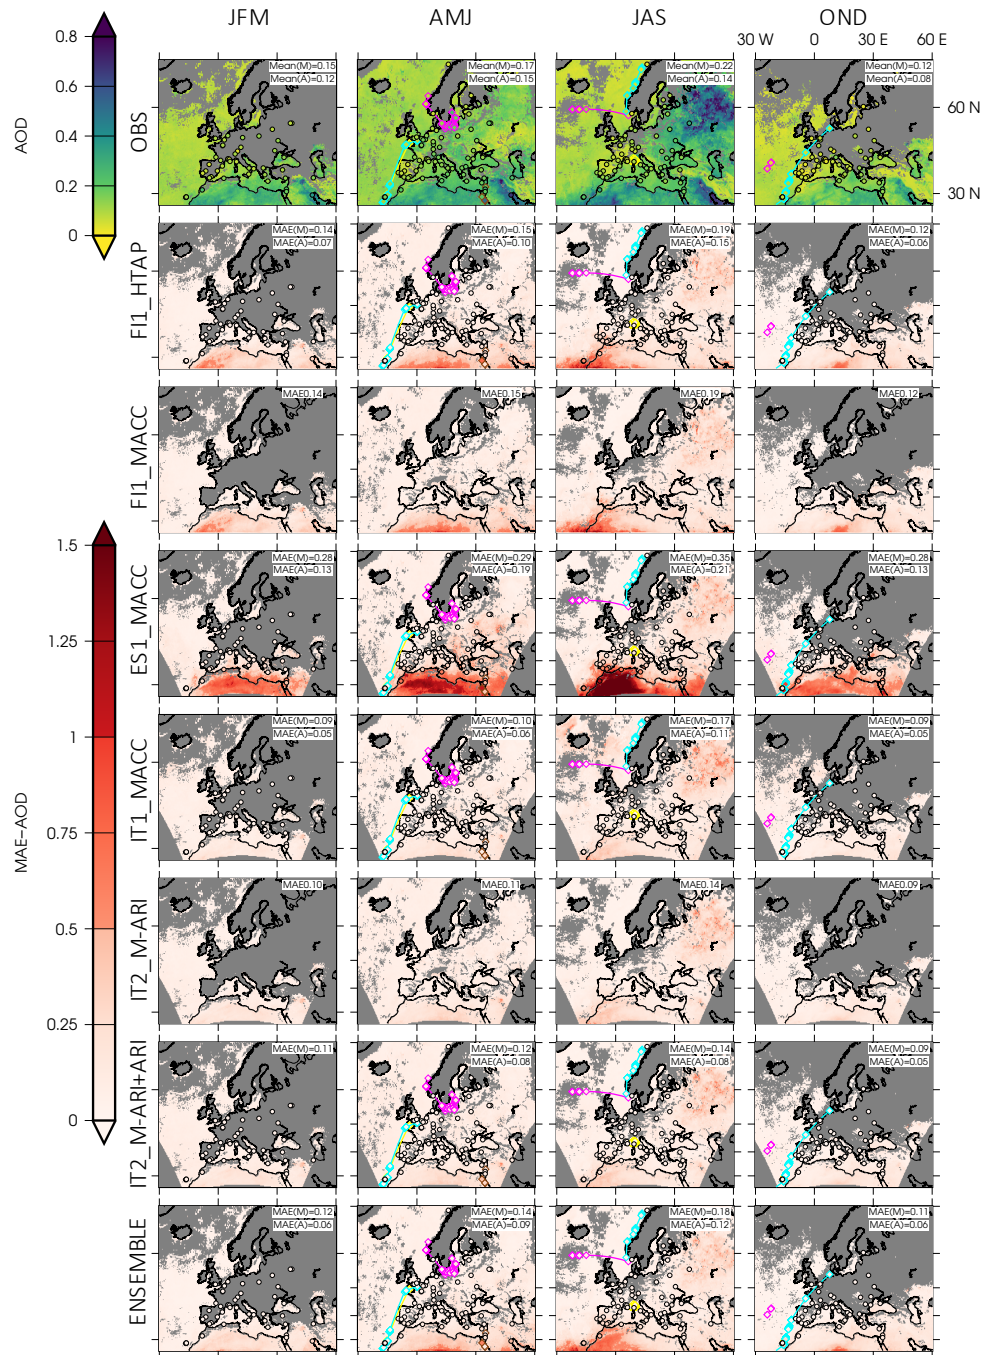 JFM
AMJ
JAS
OND
30 W
0
30 E
60 E
AOD
0.8
0.6
0.4
0.2
0
OBS
Mean(M)=0.15
Mean(A)=0.12
Mean(M)=0.17
Mean(A)=0.15
Mean(M)=0.22
Mean(A)=0.14
Mean(M)=0.12
Mean(A)=0.08
60 N
30 N
FI1_HTAP
MAE(M)=0.14
MAE(A)=0.07
MAE(M)=0.15
MAE(A)=0.10
MAE(M)=0.19
MAE(A)=0.15
MAE(M)=0.12
MAE(A)=0.06
FI1_MACC
MAE0.14
MAE0.15
MAE0.19
MAE0.12
MAE-AOD
1.5
1.25
1
0.75
0.5
0.25
0
ES1_MACC
MAE(M)=0.28
MAE(A)=0.13
MAE(M)=0.29
MAE(A)=0.19
MAE(M)=0.35
MAE(A)=0.21
MAE(M)=0.28
MAE(A)=0.13
IT1_MACC
MAE(M)=0.09
MAE(A)=0.05
MAE(M)=0.10
MAE(A)=0.06
MAE(M)=0.17
MAE(A)=0.11
MAE(M)=0.09
MAE(A)=0.05
IT2_M-ARI
MAE0.10
MAE0.11
MAE0.14
MAE0.09
IT2_M-ARI+ARI
MAE(M)=0.11
MAE(M)=0.12
MAE(A)=0.08
MAE(M)=0.14
MAE(A)=0.08
MAE(M)=0.09
MAE(A)=0.05
ENSEMBLE
MAE(M)=0.12
MAE(A)=0.06
MAE(M)=0.14
MAE(A)=0.09
MAE(M)=0.18
MAE(A)=0.12
MAE(M)=0.11
MAE(A)=0.06